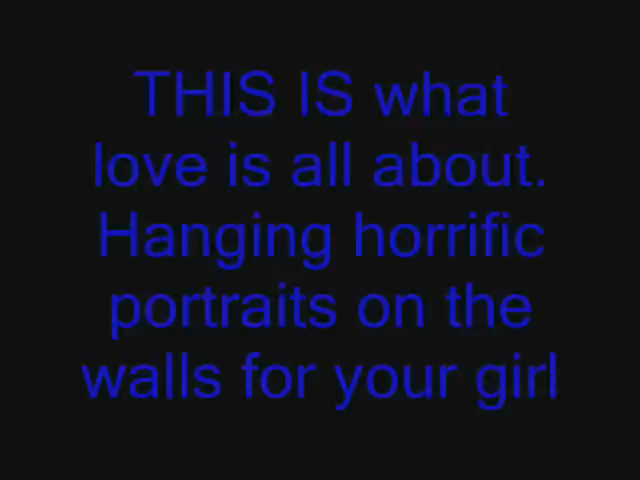 THIS IS what
love is all about.
Hanging horrific
portraits on the
walls for your girl